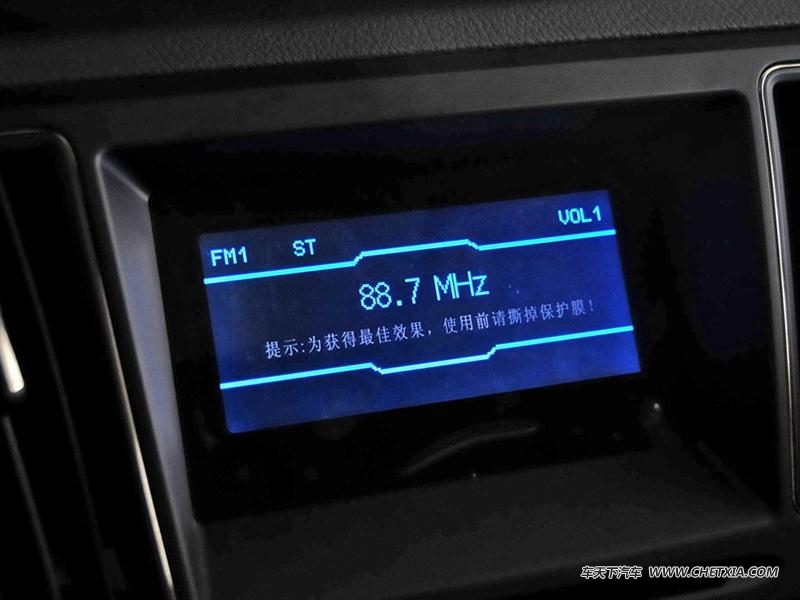 FM1 ST VOL1
88.7 MHz
提示:为获得最佳效果，使用前请撕掉保护膜!
车天下汽车 WWW.CHETXIA.COM